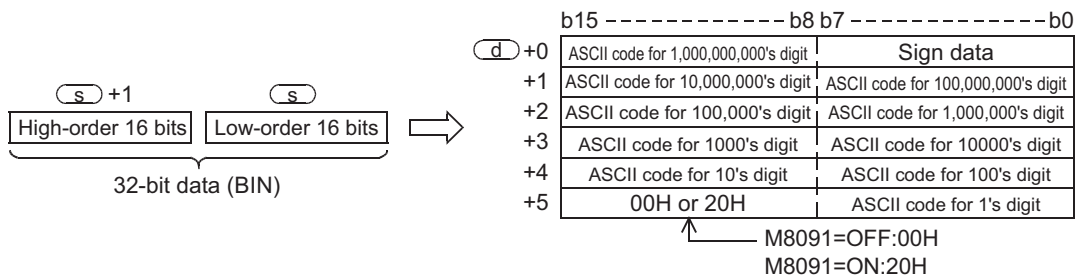 b15 – – – – – – – – – – – – – b8 b7 – – – – – – – – – – – – – b0
d +0 ASCII code for 1,000,000,000's digit Sign data
+1 ASCII code for 10,000,000's digit ASCII code for 100,000,000's digit
+2 ASCII code for 100,000's digit ASCII code for 1,000,000's digit
+3 ASCII code for 1000's digit ASCII code for 10000's digit
+4 ASCII code for 10's digit ASCII code for 100's digit
+5 00H or 20H ASCII code for 1's digit
s +1 s
High-order 16 bits Low-order 16 bits
32-bit data (BIN)
M8091=OFF:00H
M8091=ON:20H